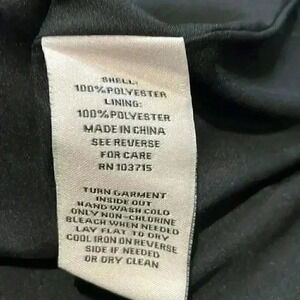 SHELL:
100% POLYESTER
LINING:
100% POLYESTER
MADE IN CHINA
SEE REVERSE
FOR CARE
RN 103715
TURN GARMENT
INSIDE OUT
HAND WASH COLD
ONLY NON-CHLORINE
BLEACH WHEN NEEDED
LAY FLAT TO DRY
COOL IRON ON REVERSE
SIDE IF NEEDED
OR DRY CLEAN